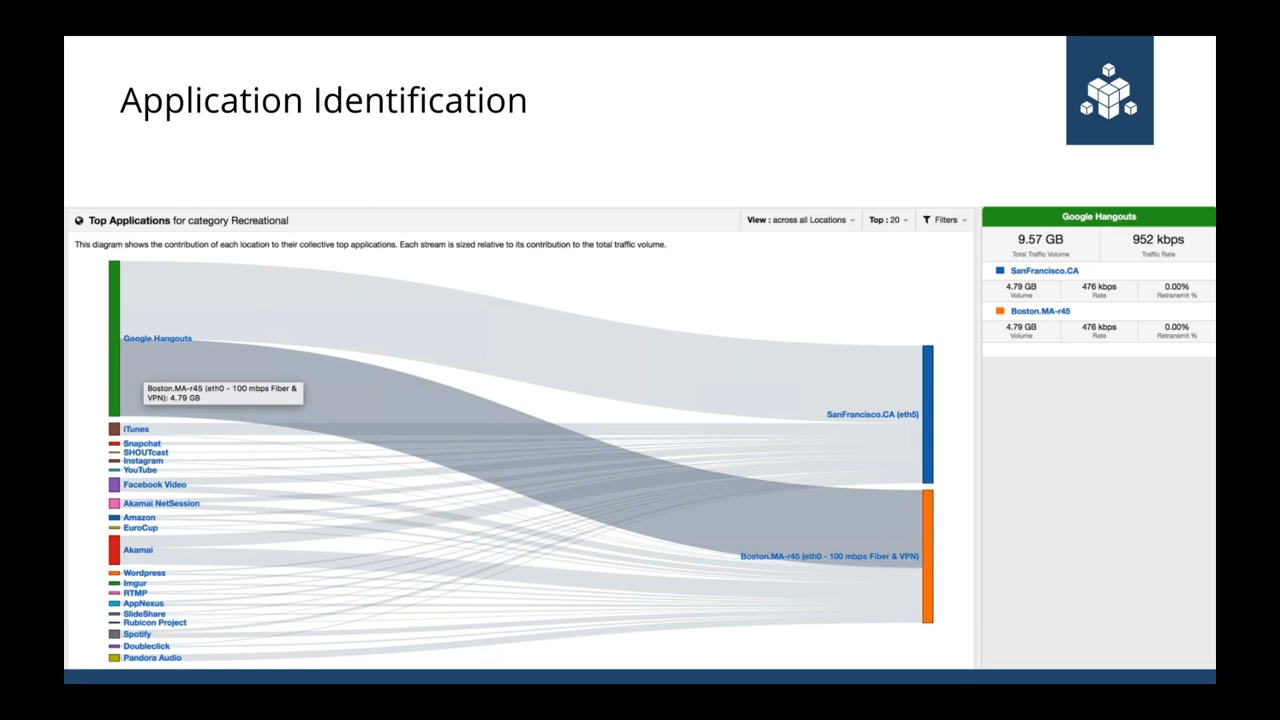 Application Identification
Top Applications for category Recreational
View : across all Locations
Top : 20
Filters
This diagram shows the contribution of each location to their collective top applications. Each stream is sized relative to its contribution to the total traffic volume.
Google Hangouts
Boston.MA-r45 (eth0 - 100 mbps Fiber &
VPN): 4.79 GB
iTunes
Snapchat
SHOUTcast
Instagram
YouTube
Facebook Video
Akamai NetSession
Amazon
EuroCup
Akamai
Wordpress
Imgur
RTMP
AppNexus
SlideShare
Rubicon Project
Spotify
Doubleclick
Pandora Audio
SanFrancisco.CA (eth5)
Boston.MA-r45 (eth0 - 100 mbps Fiber & VPN)
Google Hangouts
9.57 GB 952 kbps
Total Traffic Volume Traffic Rate
SanFrancisco.CA
4.79 GB 476 kbps 0.00%
Volume Rate Retransmit %
Boston.MA-r45
4.79 GB 476 kbps 0.00%
Volume Rate Retransmit %